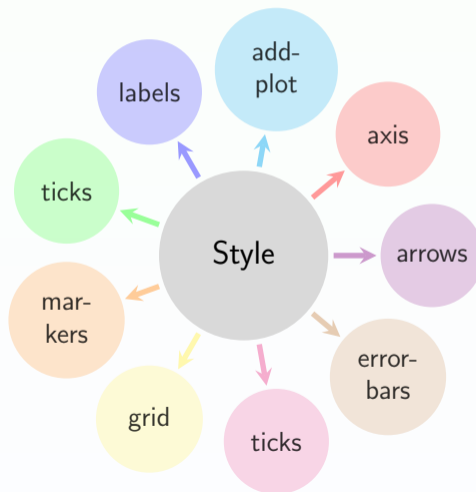 add-
plot
labels
axis
ticks
Style
arrows
mar-
kers
error-
bars
grid
ticks